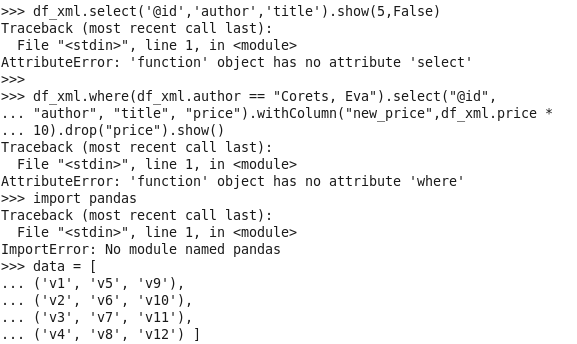 >>> df_xml.select('@id','author','title').show(5,False)
Traceback (most recent call last):
  File "<stdin>", line 1, in <module>
AttributeError: 'function' object has no attribute 'select'
>>>
>>> df_xml.where(df_xml.author == "Corets, Eva").select("@id",
... "author", "title", "price").withColumn("new_price",df_xml.price *
... 10).drop("price").show()
Traceback (most recent call last):
  File "<stdin>", line 1, in <module>
AttributeError: 'function' object has no attribute 'where'
>>> import pandas
Traceback (most recent call last):
  File "<stdin>", line 1, in <module>
ImportError: No module named pandas
>>> data = [
... ('v1', 'v5', 'v9'),
... ('v2', 'v6', 'v10'),
... ('v3', 'v7', 'v11'),
... ('v4', 'v8', 'v12') ]